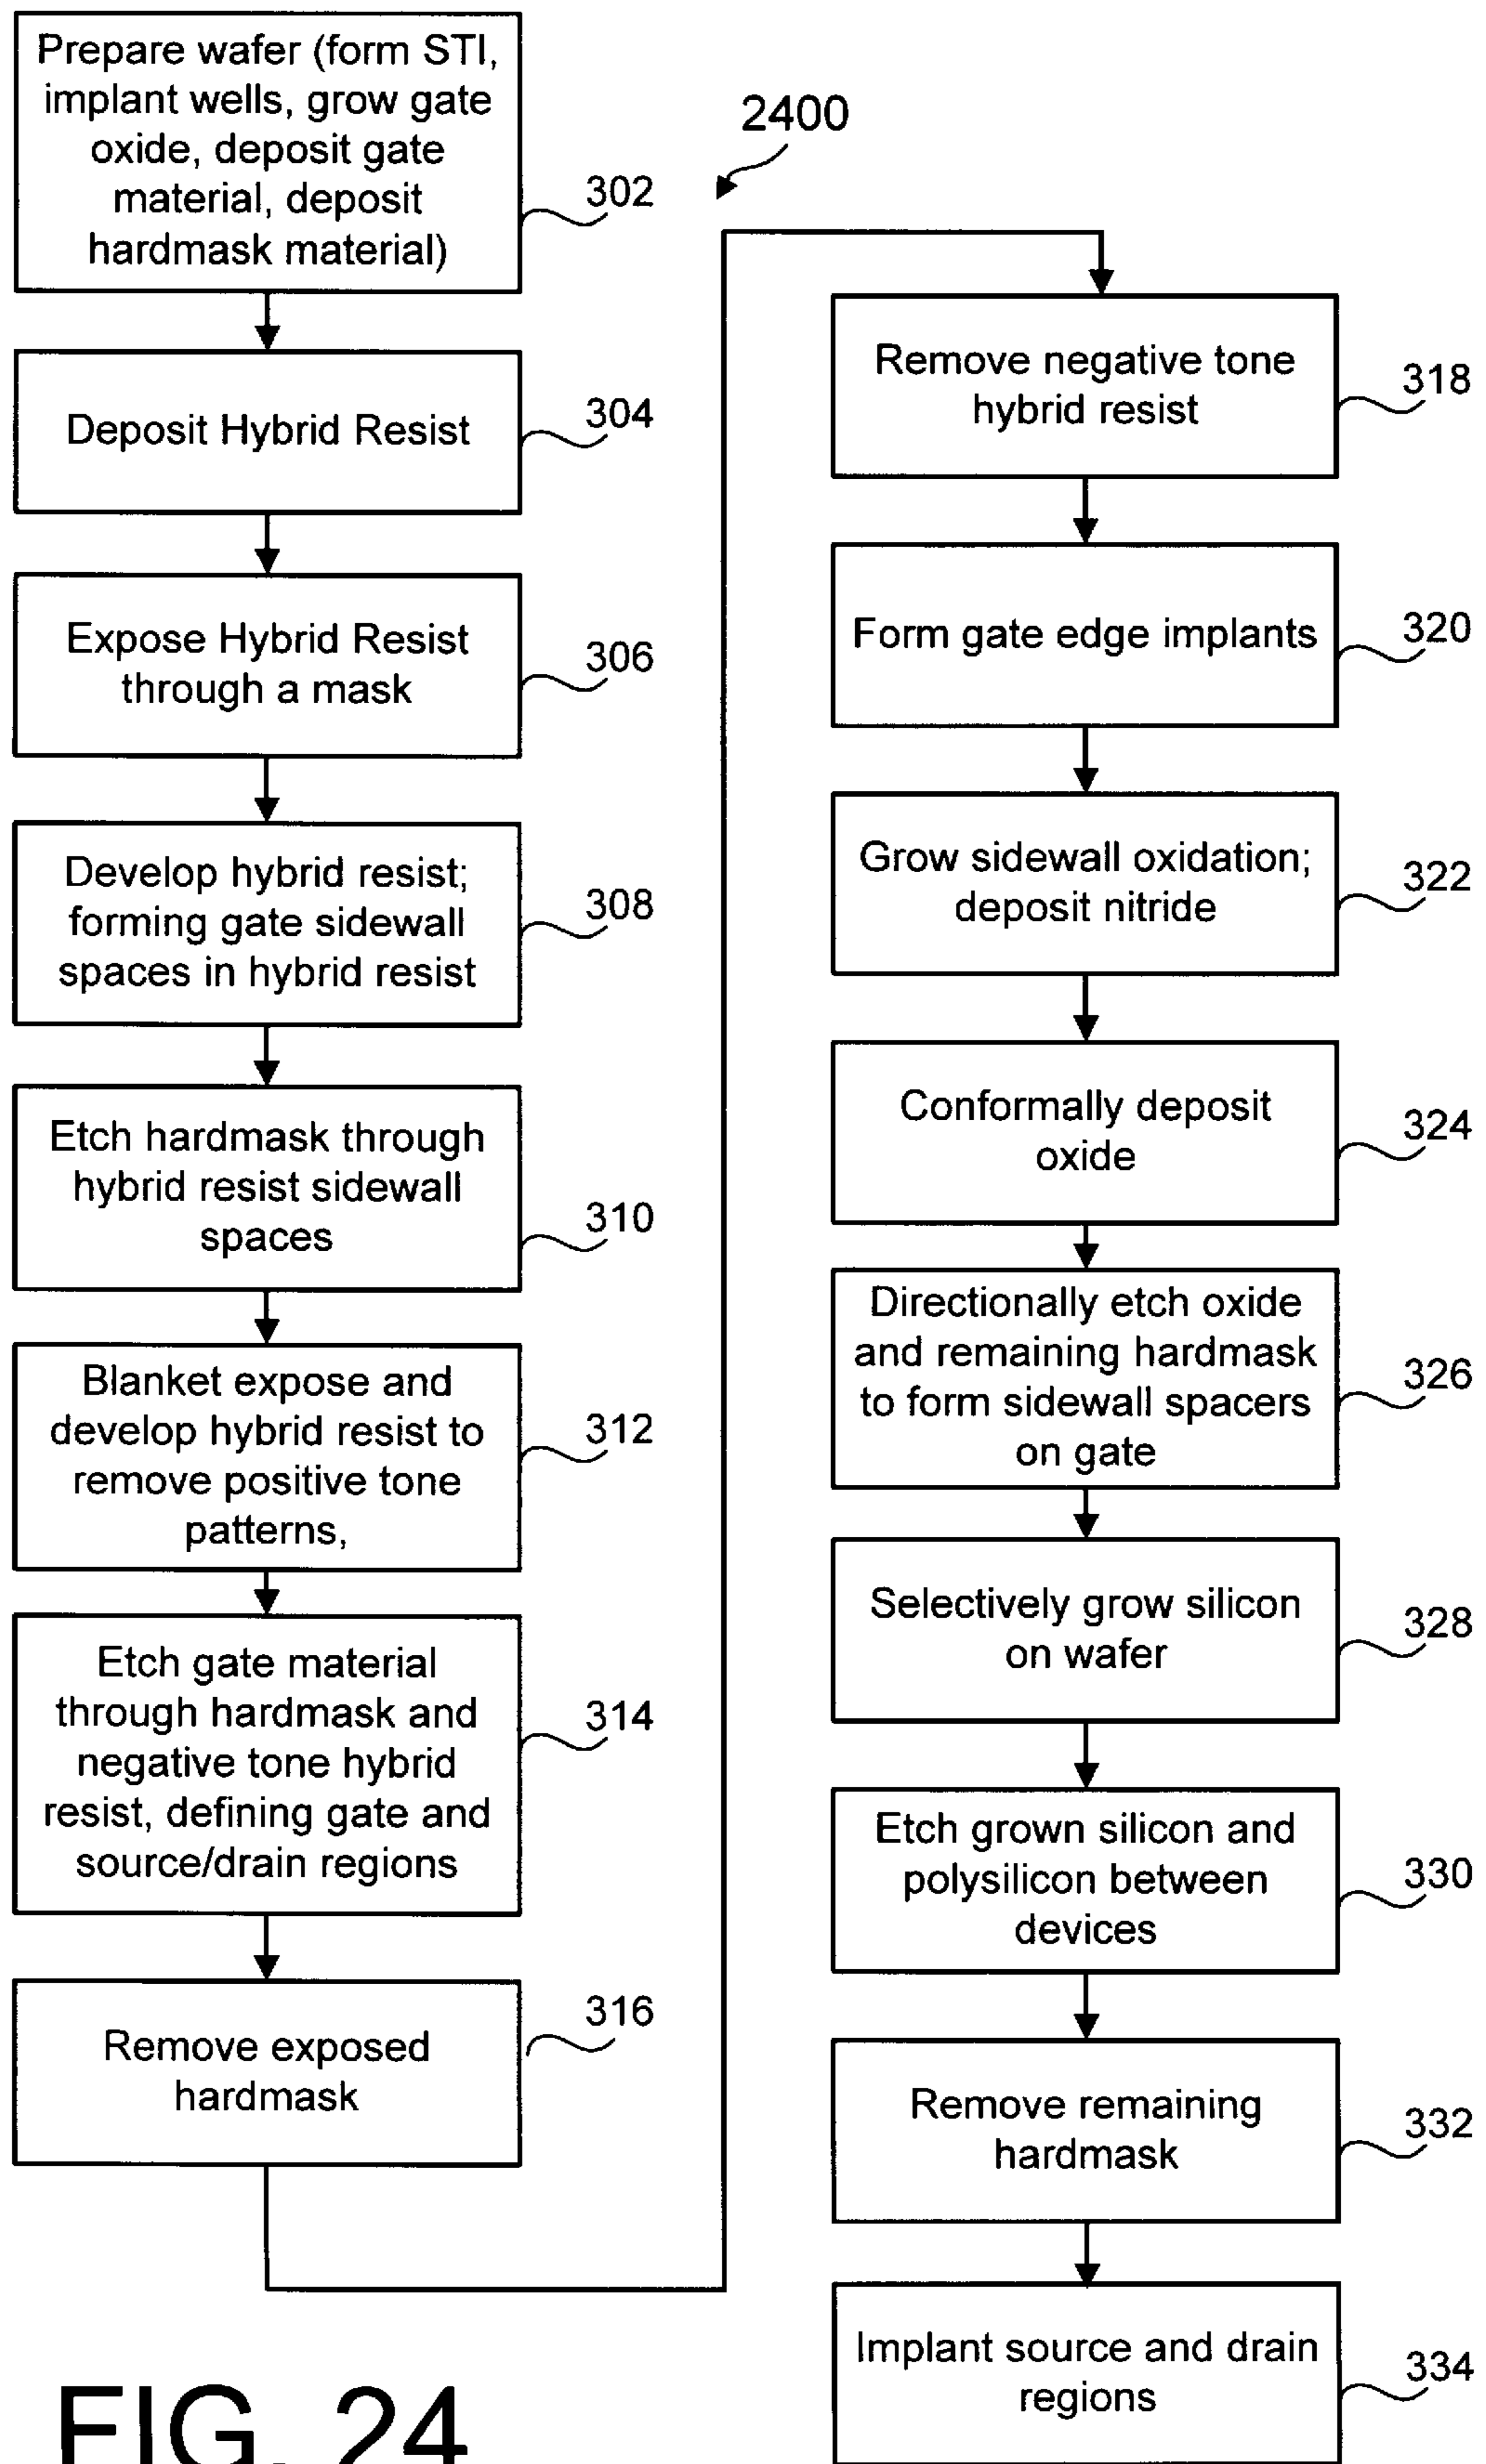 Prepare wafer (form STI,
implant wells, grow gate
oxide, deposit gate
material, deposit
hardmask material)
302
Deposit Hybrid Resist
304
Expose Hybrid Resist
through a mask
306
Develop hybrid resist;
forming gate sidewall
spaces in hybrid resist
308
Etch hardmask through
hybrid resist sidewall
spaces
310
Blanket expose and
develop hybrid resist to
remove positive tone
patterns,
312
Etch gate material
through hardmask and
negative tone hybrid
resist, defining gate and
source/drain regions
314
Remove exposed
hardmask
316
2400
Remove negative tone
hybrid resist
318
Form gate edge implants
320
Grow sidewall oxidation;
deposit nitride
322
Conformally deposit
oxide
324
Directionally etch oxide
and remaining hardmask
to form sidewall spacers
on gate
326
Selectively grow silicon
on wafer
328
Etch grown silicon and
polysilicon between
devices
330
Remove remaining
hardmask
332
Implant source and drain
regions
334
FIG. 24